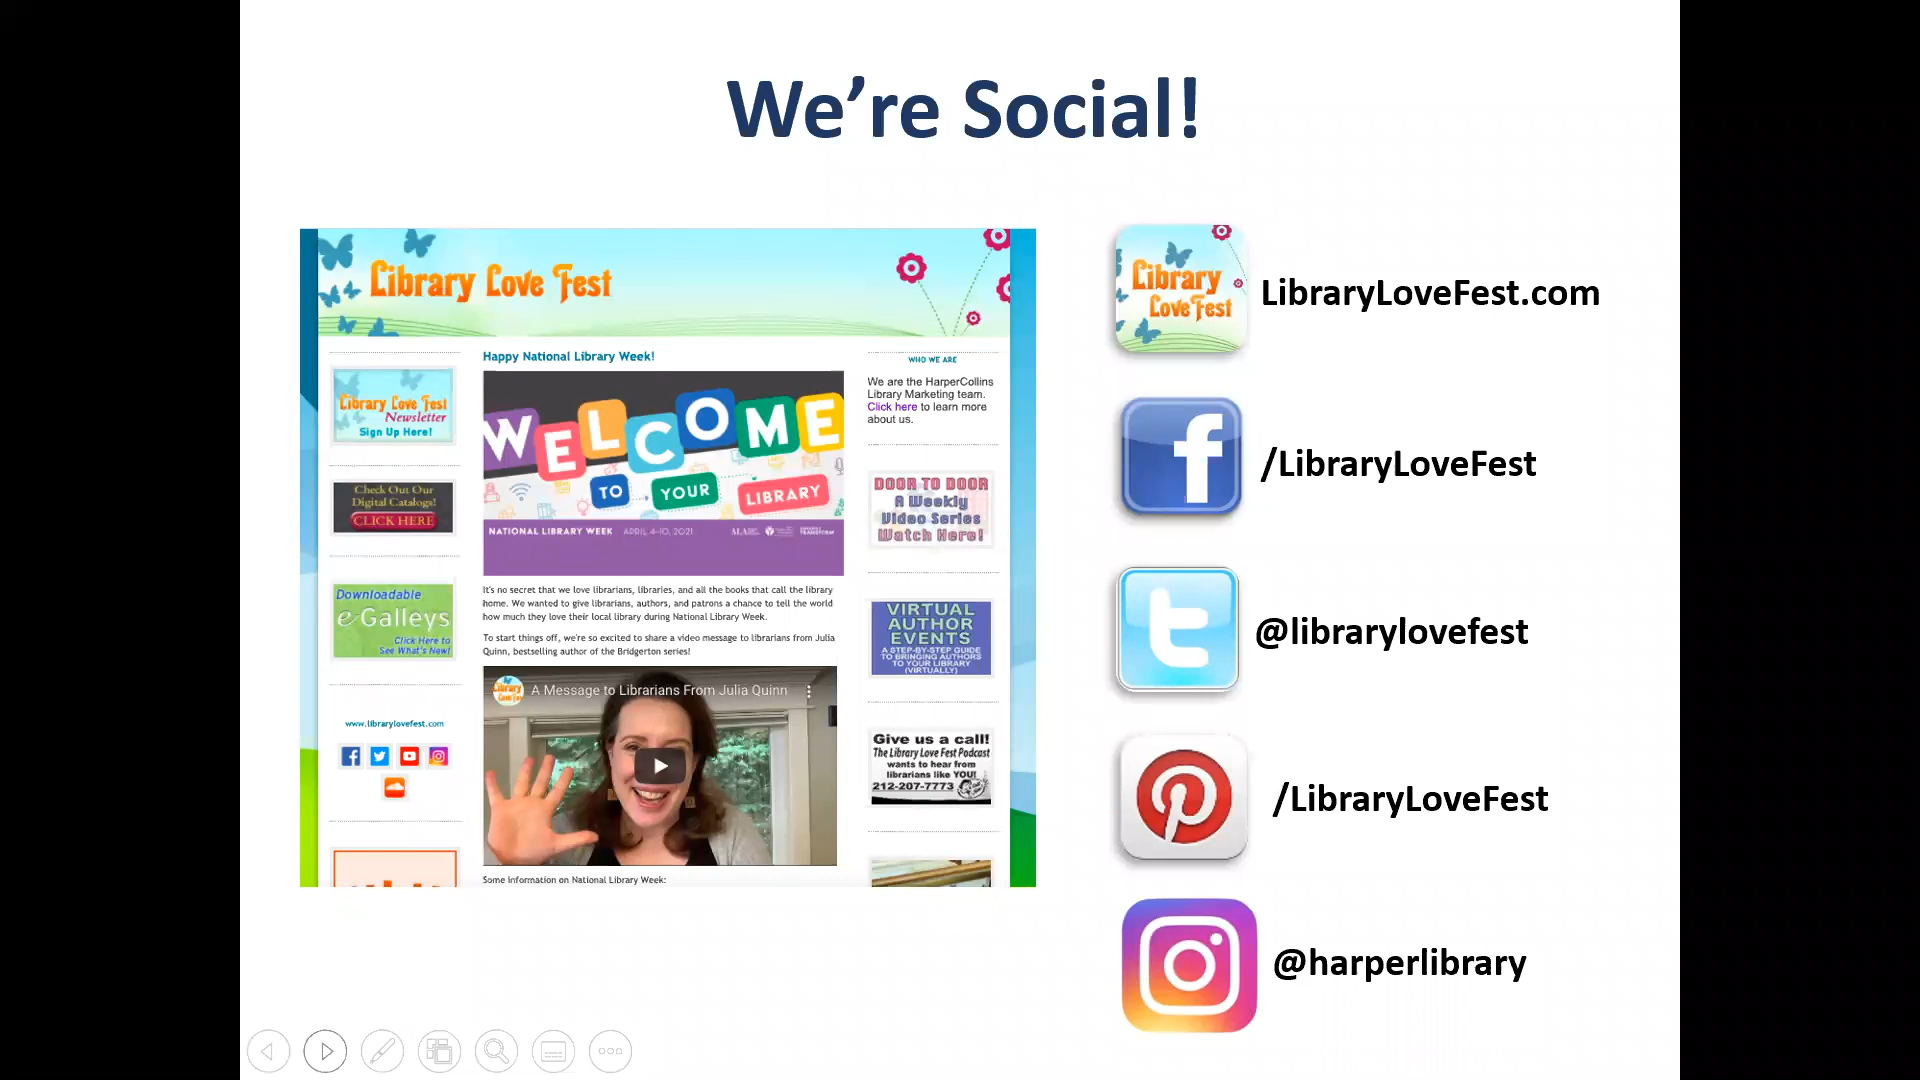 We're Social!
Library Love Fest
Library Love Fest
Newsletter
Sign Up Here!
Check Out Our
Digital Catalogs!
CLICK HERE
Downloadable
e-Galleys
Click Here to
See What's New!
www.librarylovefest.com
Happy National Library Week!
WELCOME
TO YOUR LIBRARY
NATIONAL LIBRARY WEEK APRIL 4-10, 2021
It's no secret that we love librarians, libraries, and all the books that call the library
home. We wanted to give librarians, authors, and patrons a chance to tell the world
how much they love their local library during National Library Week.
To start things off, we're so excited to share a video message to librarians from Julia
Quinn, bestselling author of the Bridgerton series!
Library
Love Fest
A Message to Librarians From Julia Quinn
Some information on National Library Week:
WHO WE ARE
We are the HarperCollins
Library Marketing team.
Click here to learn more
about us.
DOOR TO DOOR
A Weekly
Video Series
Watch Here!
VIRTUAL
AUTHOR
EVENTS
A STEP-BY-STEP GUIDE
TO BRINGING AUTHORS
TO YOUR LIBRARY
(VIRTUALLY)
Give us a call!
The Library Love Fest Podcast
wants to hear from
librarians like YOU!
212-207-7773
Library
Love Fest
LibraryLoveFest.com
/LibraryLoveFest
@librarylovefest
/LibraryLoveFest
@harperlibrary